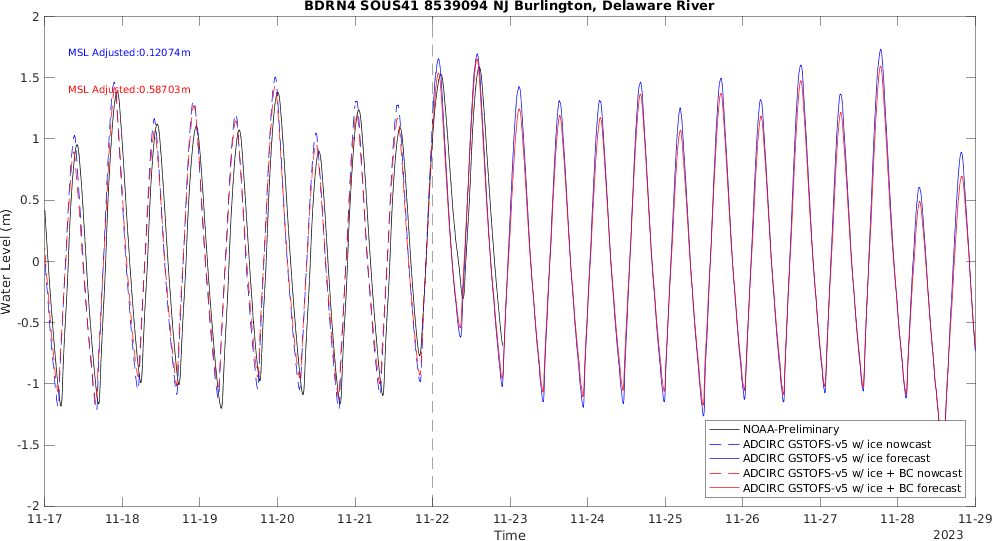 BDRN4 SOUS41 8539094 NJ Burlington, Delaware River
2
1.5
1
0.5
0
-0.5
-1
-1.5
-2
Water Level (m)
MSL Adjusted:0.12074m
MSL Adjusted:0.58703m
NOAA-Preliminary
ADCIRC GSTOFS-v5 w/ ice nowcast
ADCIRC GSTOFS-v5 w/ ice forecast
ADCIRC GSTOFS-v5 w/ ice + BC nowcast
ADCIRC GSTOFS-v5 w/ ice + BC forecast
11-17 11-18 11-19 11-20 11-21 11-22 11-23 11-24 11-25 11-26 11-27 11-28 11-29
Time
2023